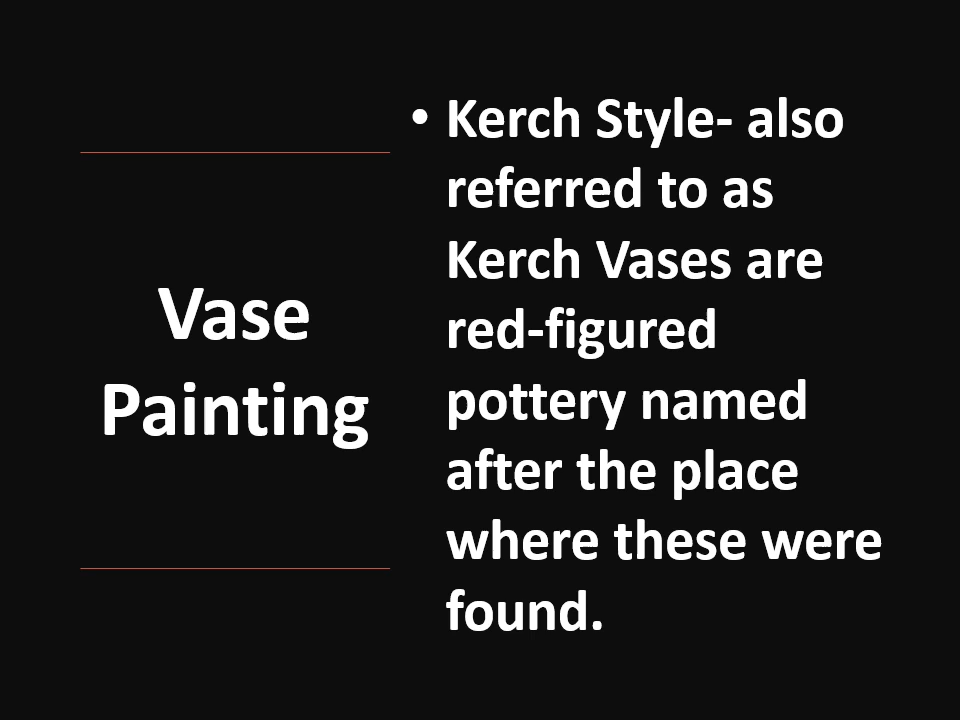 Vase
Painting
• Kerch Style- also
referred to as
Kerch Vases are
red-figured
pottery named
after the place
where these were
found.